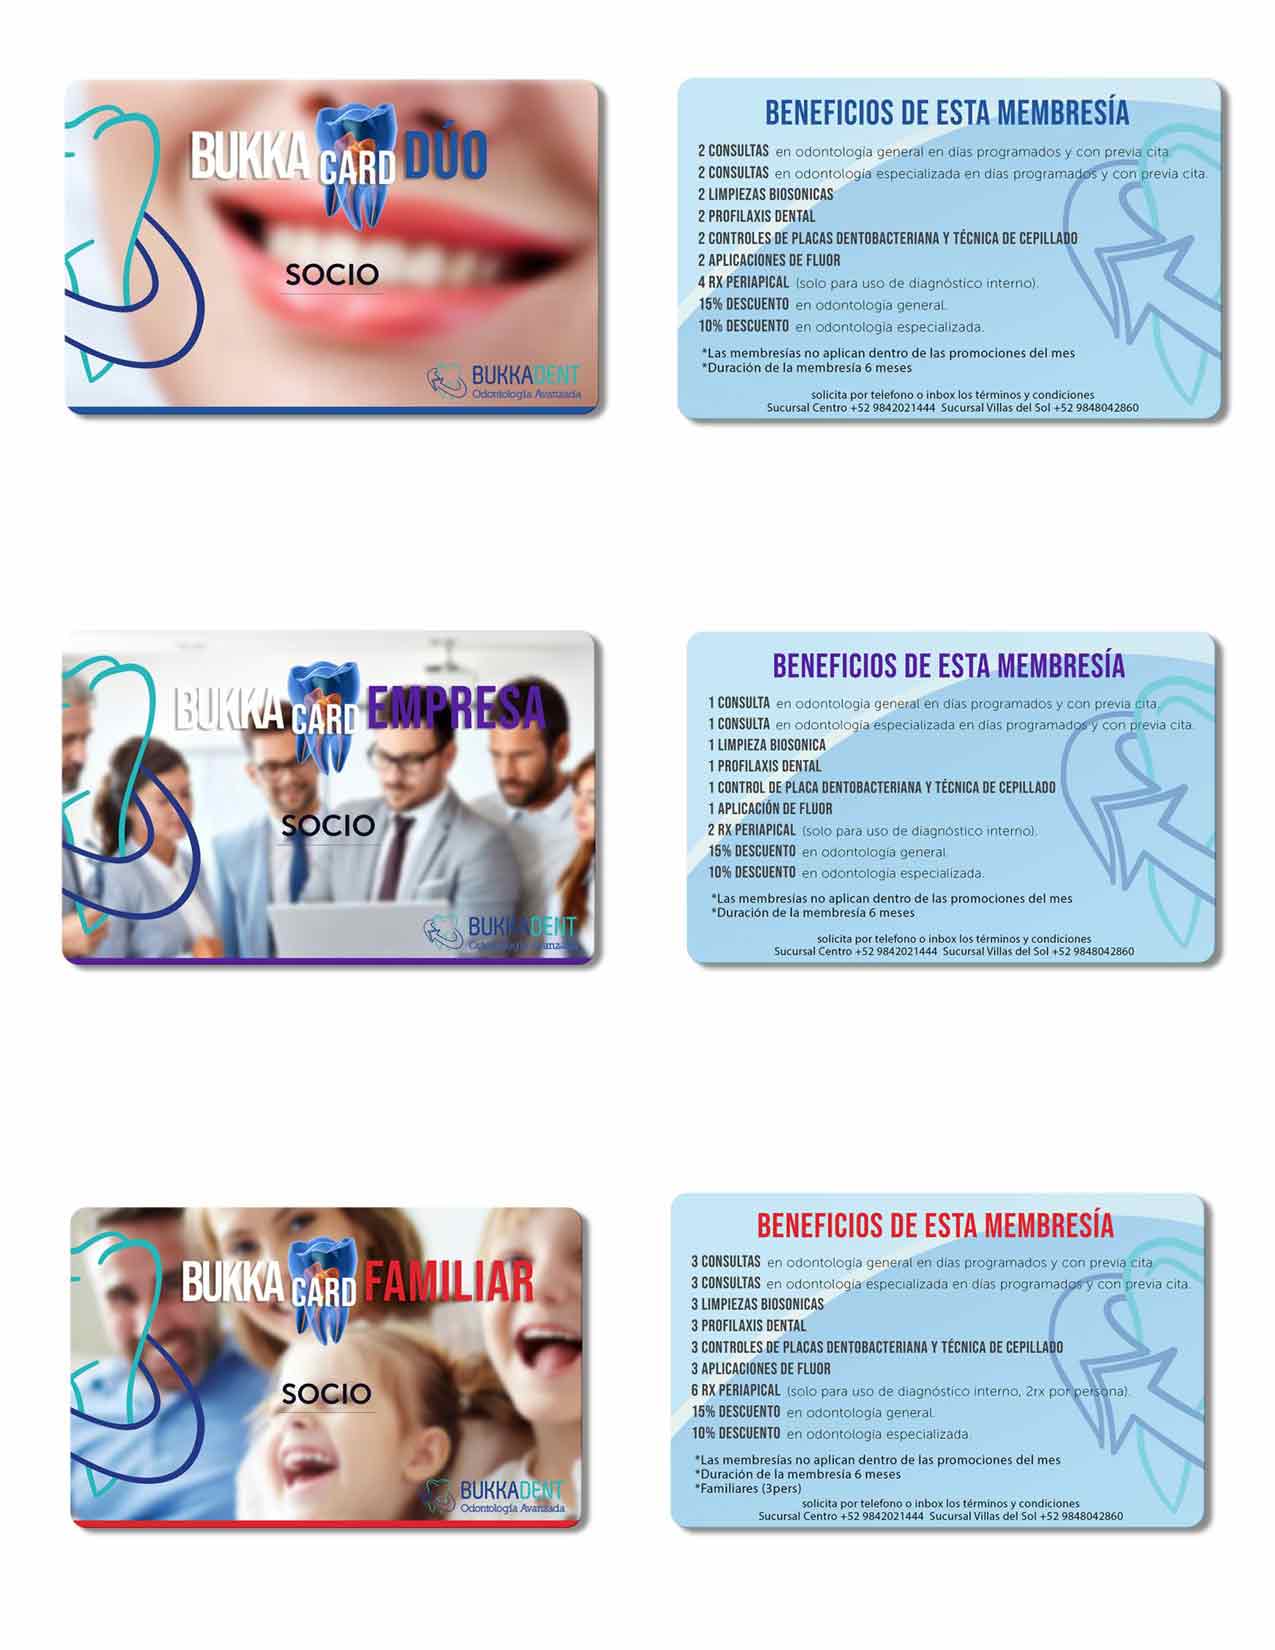 BUKKA CARD DÚO
SOCIO
BUKKADENT
Odontología Avanzada
BENEFICIOS DE ESTA MEMBRESÍA
2 CONSULTAS en odontología general en días programados y con previa cita.
2 CONSULTAS en odontología especializada en días programados y con previa cita.
2 LIMPIEZAS BIOSONICAS
2 PROFILAXIS DENTAL
2 CONTROLES DE PLACAS DENTOBACTERIANA Y TÉCNICA DE CEPILLADO
2 APLICACIONES DE FLUOR
4 RX PERIAPICAL (solo para uso de diagnóstico interno).
15% DESCUENTO en odontología general.
10% DESCUENTO en odontología especializada.
*Las membresías no aplican dentro de las promociones del mes
*Duración de la membresía 6 meses
solicita por telefono o inbox los términos y condiciones
Sucursal Centro +52 9842021444 Sucursal Villas del Sol +52 9848042860
BUKKA CARD EMPRESA
SOCIO
BUKKADENT
Odontología Avanzada
BENEFICIOS DE ESTA MEMBRESÍA
1 CONSULTA en odontología general en días programados y con previa cita.
1 CONSULTA en odontología especializada en días programados y con previa cita.
1 LIMPIEZA BIOSONICA
1 PROFILAXIS DENTAL
1 CONTROL DE PLACA DENTOBACTERIANA Y TÉCNICA DE CEPILLADO
1 APLICACIÓN DE FLUOR
2 RX PERIAPICAL (solo para uso de diagnóstico interno).
15% DESCUENTO en odontología general.
10% DESCUENTO en odontología especializada.
*Las membresías no aplican dentro de las promociones del mes
*Duración de la membresía 6 meses
solicita por telefono o inbox los términos y condiciones
Sucursal Centro +52 9842021444 Sucursal Villas del Sol +52 9848042860
BUKKA CARD FAMILIAR
SOCIO
BUKKADENT
Odontología Avanzada
BENEFICIOS DE ESTA MEMBRESÍA
3 CONSULTAS en odontología general en días programados y con previa cita.
3 CONSULTAS en odontología especializada en días programados y con previa cita.
3 LIMPIEZAS BIOSONICAS
3 PROFILAXIS DENTAL
3 CONTROLES DE PLACAS DENTOBACTERIANA Y TÉCNICA DE CEPILLADO
3 APLICACIONES DE FLUOR
6 RX PERIAPICAL (solo para uso de diagnóstico interno, 2rx por persona).
15% DESCUENTO en odontología general.
10% DESCUENTO en odontología especializada.
*Las membresías no aplican dentro de las promociones del mes
*Duración de la membresía 6 meses
*Familiares (3pers)
solicita por telefono o inbox los términos y condiciones
Sucursal Centro +52 9842021444 Sucursal Villas del Sol +52 9848042860